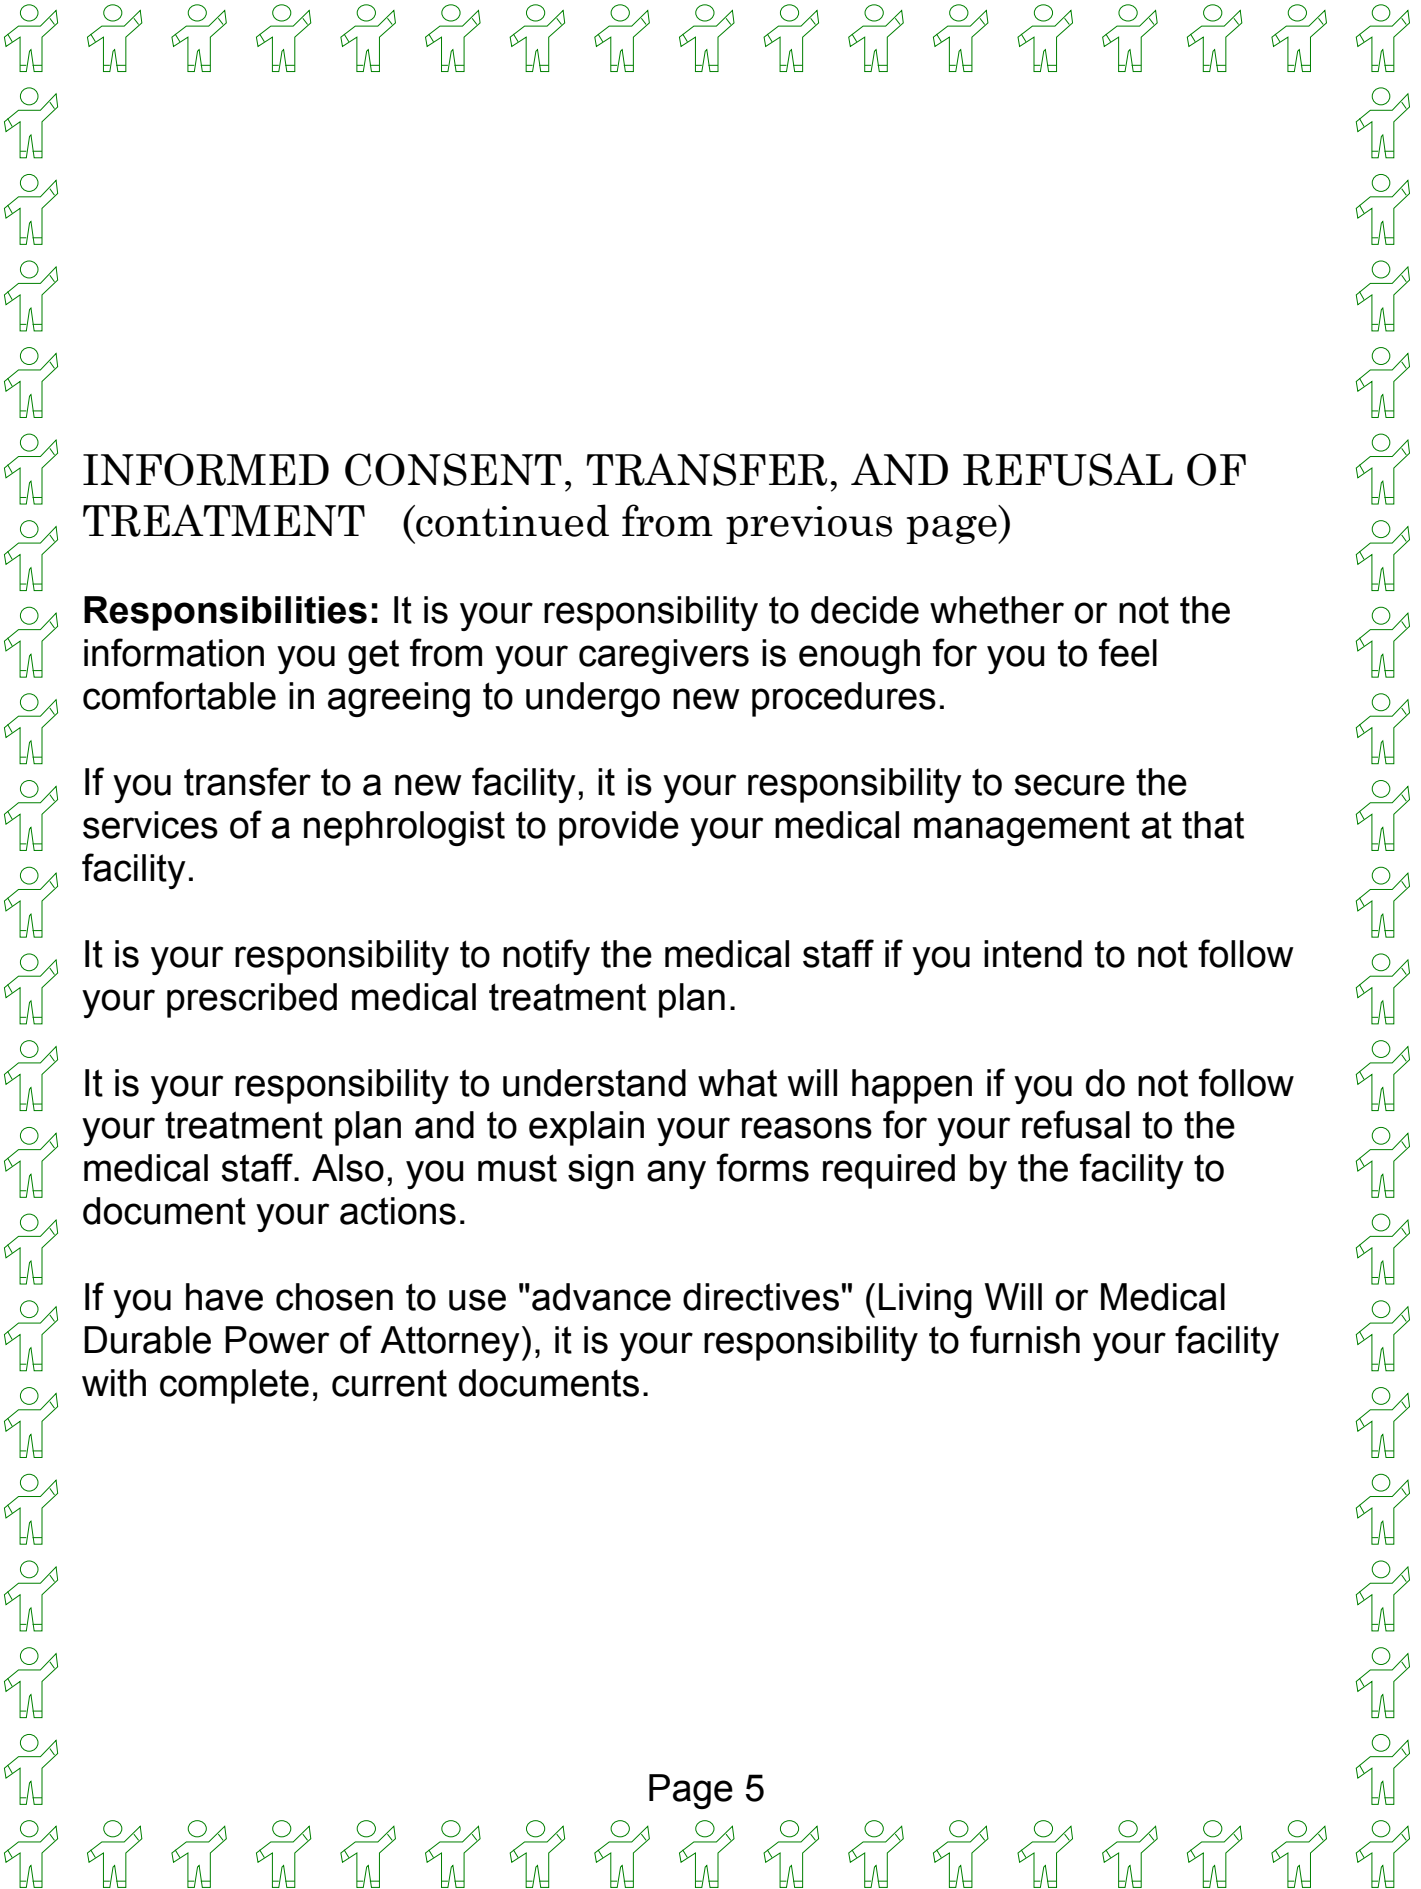 INFORMED CONSENT, TRANSFER, AND REFUSAL OF
TREATMENT (continued from previous page)
Responsibilities: It is your responsibility to decide whether or not the
information you get from your caregivers is enough for you to feel
comfortable in agreeing to undergo new procedures.
If you transfer to a new facility, it is your responsibility to secure the
services of a nephrologist to provide your medical management at that
facility.
It is your responsibility to notify the medical staff if you intend to not follow
your prescribed medical treatment plan.
It is your responsibility to understand what will happen if you do not follow
your treatment plan and to explain your reasons for your refusal to the
medical staff. Also, you must sign any forms required by the facility to
document your actions.
If you have chosen to use "advance directives" (Living Will or Medical
Durable Power of Attorney), it is your responsibility to furnish your facility
with complete, current documents.
Page 5